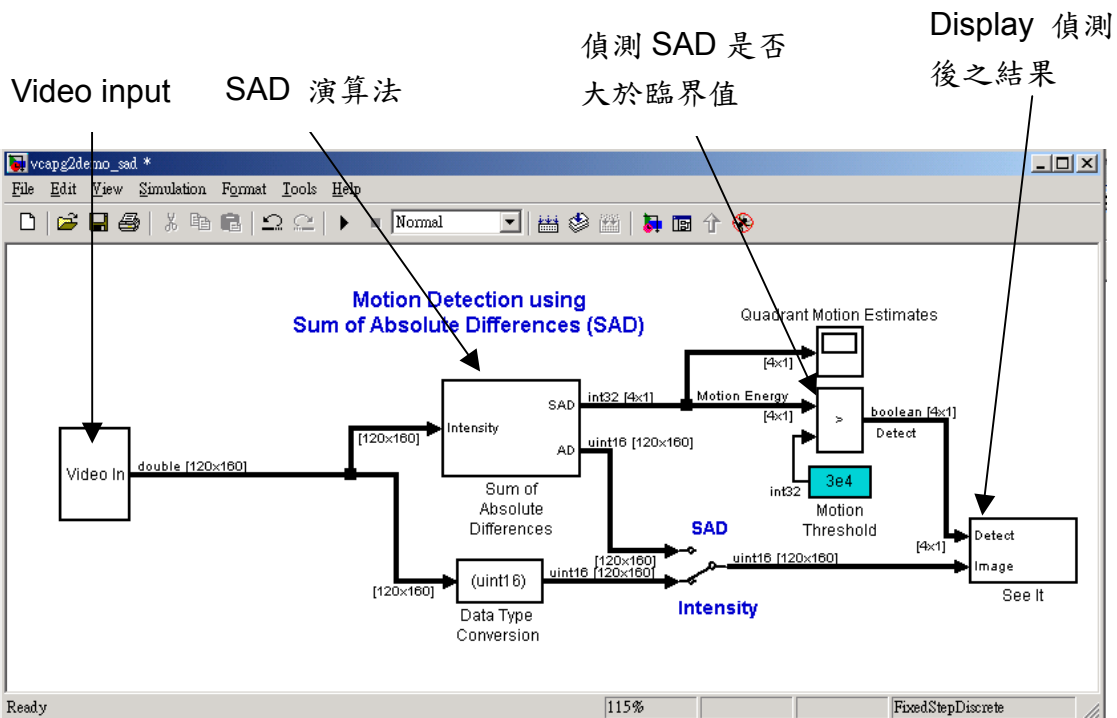 Display 偵測
後之結果
偵測 SAD 是否
大於臨界值
Video input
SAD 演算法
vcapg2demo_sad *
File Edit View Simulation Format Tools Help
Normal
Motion Detection using
Sum of Absolute Differences (SAD)
Quadrant Motion Estimates
[4x1]
SAD
int32 [4x1]
Motion Energy
[4x1]
>
boolean [4x1]
Detect
Intensity
[120x160]
AD
uint16 [120x160]
Video In
double [120x160]
Sum of
Absolute
Differences
int32
3e4
Motion
Threshold
SAD
[120x160]
uint16 [120x160]
uint16 [120x160]
[4x1]
Detect
Image
See It
[120x160]
(uint16)
Data Type
Conversion
Intensity
Ready
115%
FixedStepDiscrete